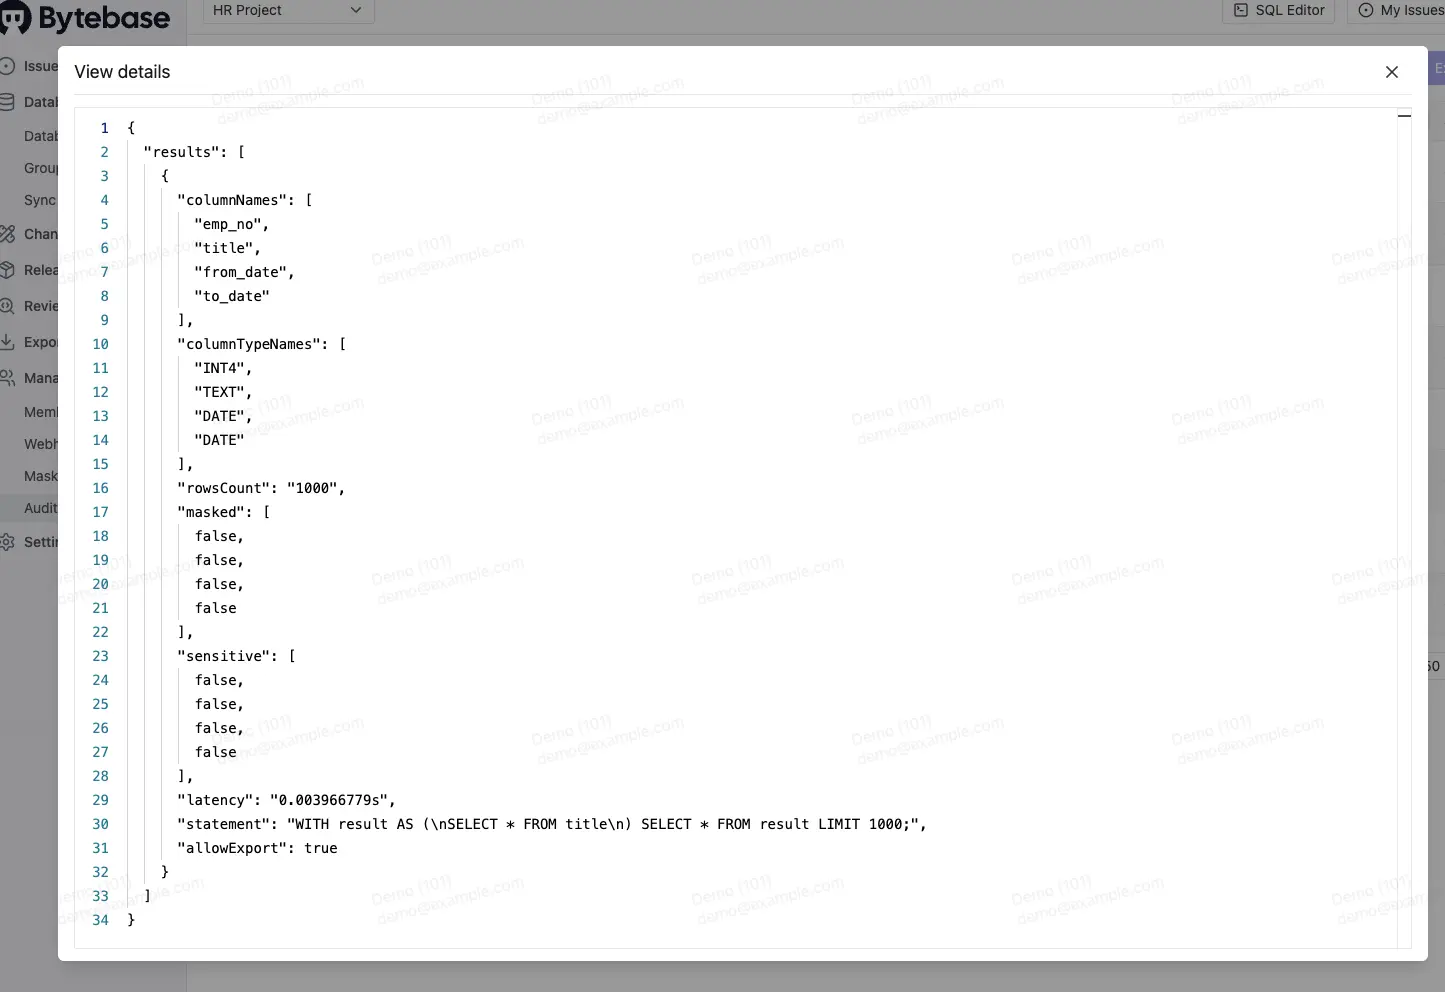 Bytebase
HR Project
SQL Editor
My Issues
View details
Issue
Datab
Datab
Group
Sync
Chan
Relea
Revie
Expor
Mana
Memb
Webh
Mask
Audit
Settin
50
1 {
2 "results": [
3 {
4 "columnNames": [
5 "emp_no",
6 "title",
7 "from_date",
8 "to_date"
9 ],
10 "columnTypeNames": [
11 "INT4",
12 "TEXT",
13 "DATE",
14 "DATE"
15 ],
16 "rowsCount": "1000",
17 "masked": [
18 false,
19 false,
20 false,
21 false
22 ],
23 "sensitive": [
24 false,
25 false,
26 false,
27 false
28 ],
29 "latency": "0.003966779s",
30 "statement": "WITH result AS (\nSELECT * FROM title\n) SELECT * FROM result LIMIT 1000;",
31 "allowExport": true
32 }
33 ]
34 }
Demo (101)
demo@example.com